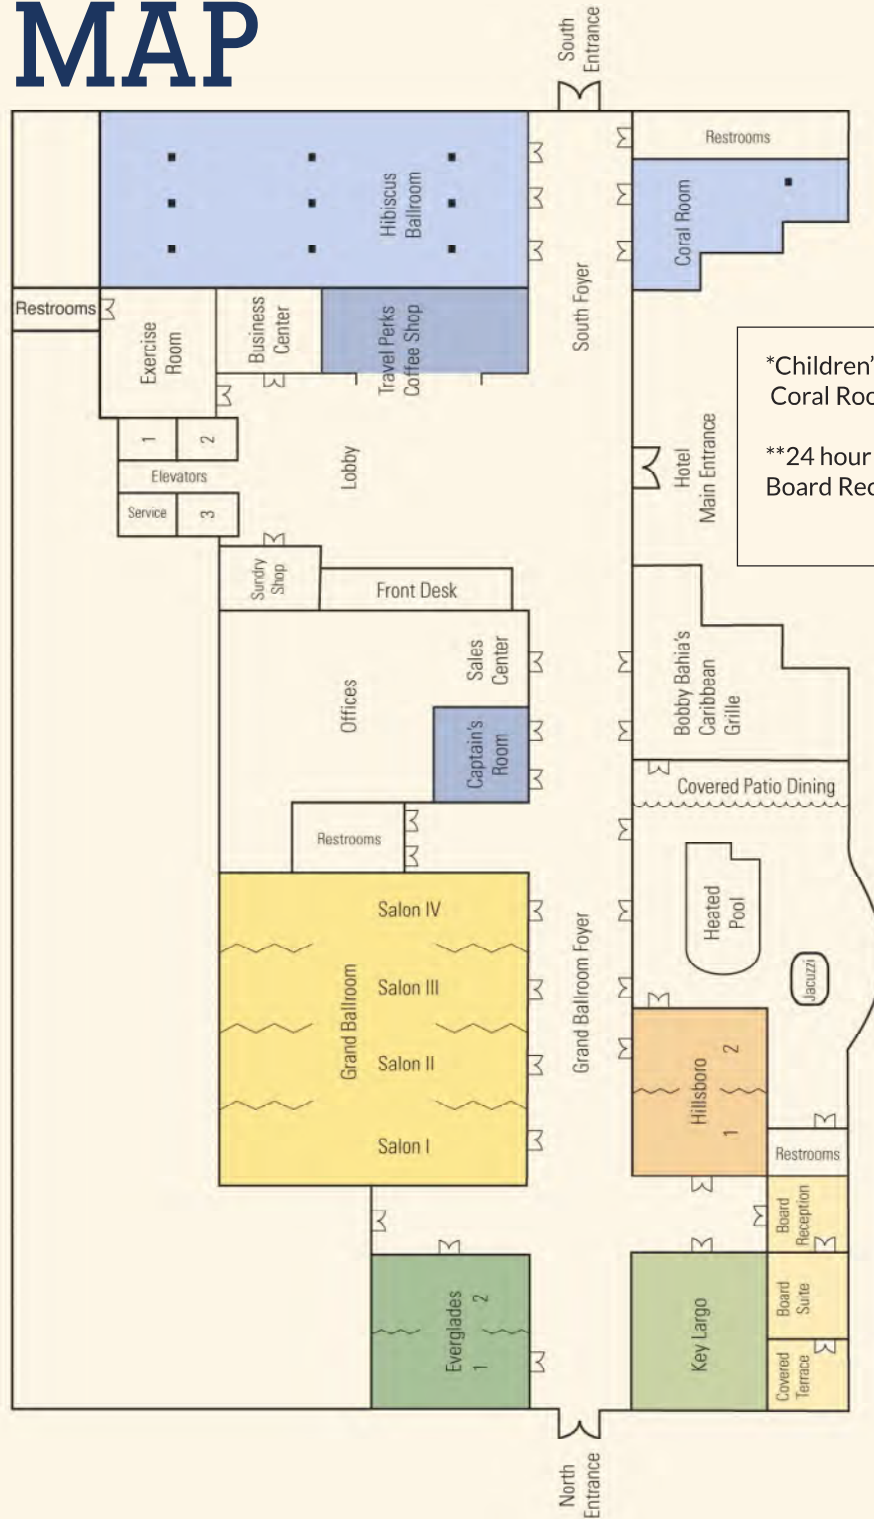 MAP
South
Entrance
Restrooms
Hibiscus
Ballroom
Coral Room
Restrooms
Exercise
Room
Business
Center
Travel Perks
Coffee Shop
South Foyer
*Children’
Coral Roo
**24 hour
Board Rec
1
2
Elevators
Service
3
Lobby
Hotel
Main Entrance
Sundry
Shop
Front Desk
Offices
Sales
Center
Captain's
Room
Bobby Bahia's
Caribbean
Grille
Covered Patio Dining
Restrooms
Heated
Pool
Jacuzzi
Grand Ballroom
Salon IV
Salon III
Salon II
Salon I
Grand Ballroom Foyer
Hillsboro
1
2
Restrooms
Board
Reception
Board
Suite
Covered
Terrace
Everglades
1
2
Key Largo
North
Entrance